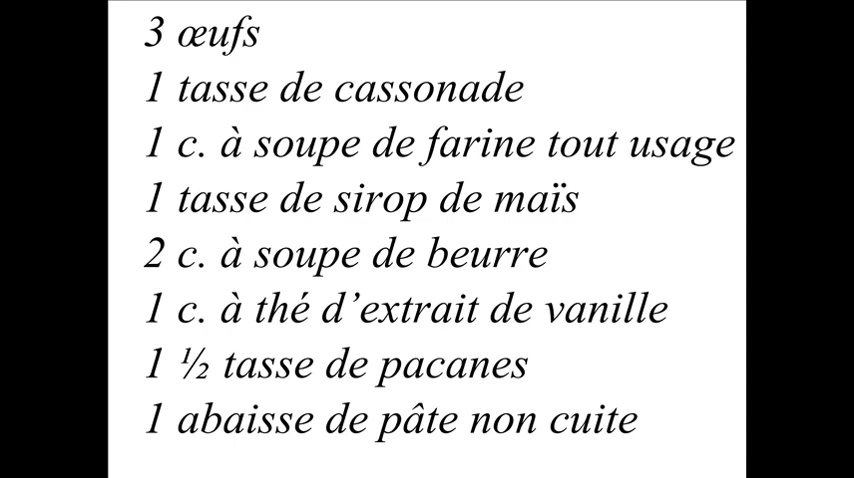 3 œufs
1 tasse de cassonade
1 c. à soupe de farine tout usage
1 tasse de sirop de maïs
2 c. à soupe de beurre
1 c. à thé d’extrait de vanille
1 ½ tasse de pacanes
1 abaisse de pâte non cuite